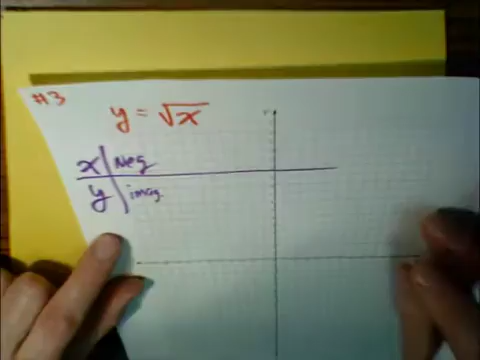 #3
y = √x
x | Neg
y | imag.